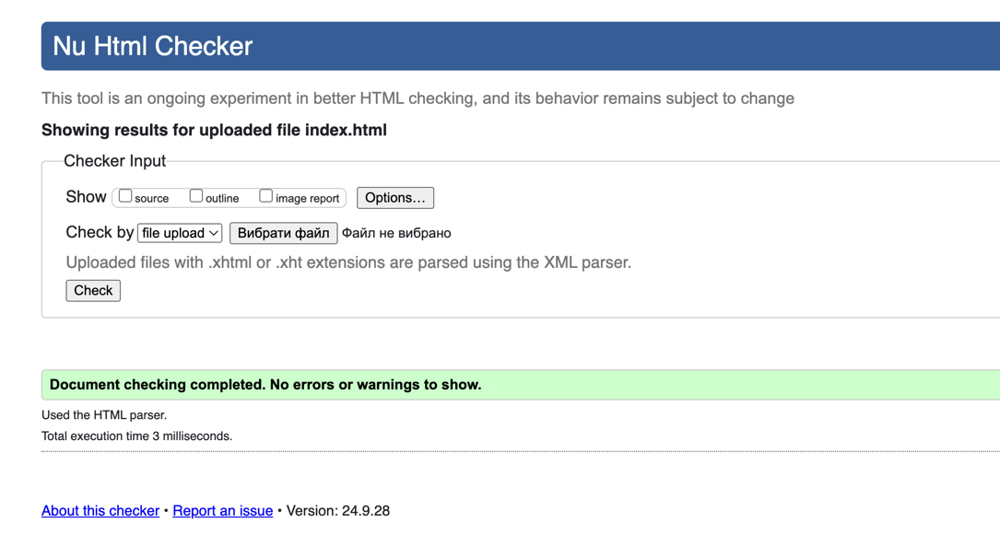 Nu Html Checker
This tool is an ongoing experiment in better HTML checking, and its behavior remains subject to change
Showing results for uploaded file index.html
Checker Input
Show source outline image report Options...
Check by file upload Вибрати файл Файл не вибрано
Uploaded files with .xhtml or .xht extensions are parsed using the XML parser.
Check
Document checking completed. No errors or warnings to show.
Used the HTML parser.
Total execution time 3 milliseconds.
About this checker • Report an issue • Version: 24.9.28